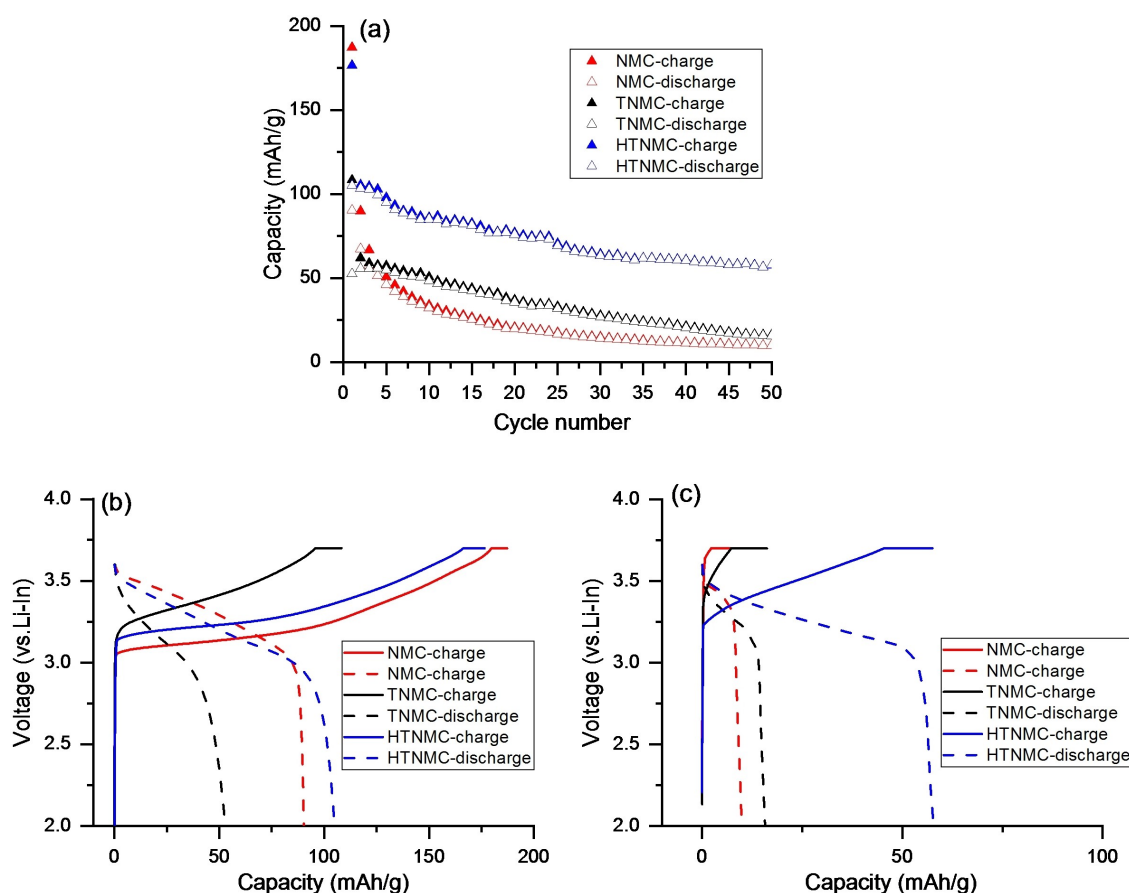 (a)
200
150
100
50
0
Capacity (mAh/g)
NMC-charge
NMC-discharge
TNMC-charge
TNMC-discharge
HTNMC-charge
HTNMC-discharge
0 5 10 15 20 25 30 35 40 45 50
Cycle number
(b)
4.0
3.5
3.0
2.5
2.0
Voltage (vs.Li-In)
NMC-charge
NMC-charge
TNMC-charge
TNMC-discharge
HTNMC-charge
HTNMC-discharge
0 50 100 150 200
Capacity (mAh/g)
(c)
4.0
3.5
3.0
2.5
2.0
Voltage (vs.Li-In)
NMC-charge
NMC-charge
TNMC-charge
TNMC-discharge
HTNMC-charge
HTNMC-discharge
0 50 100
Capacity (mAh/g)